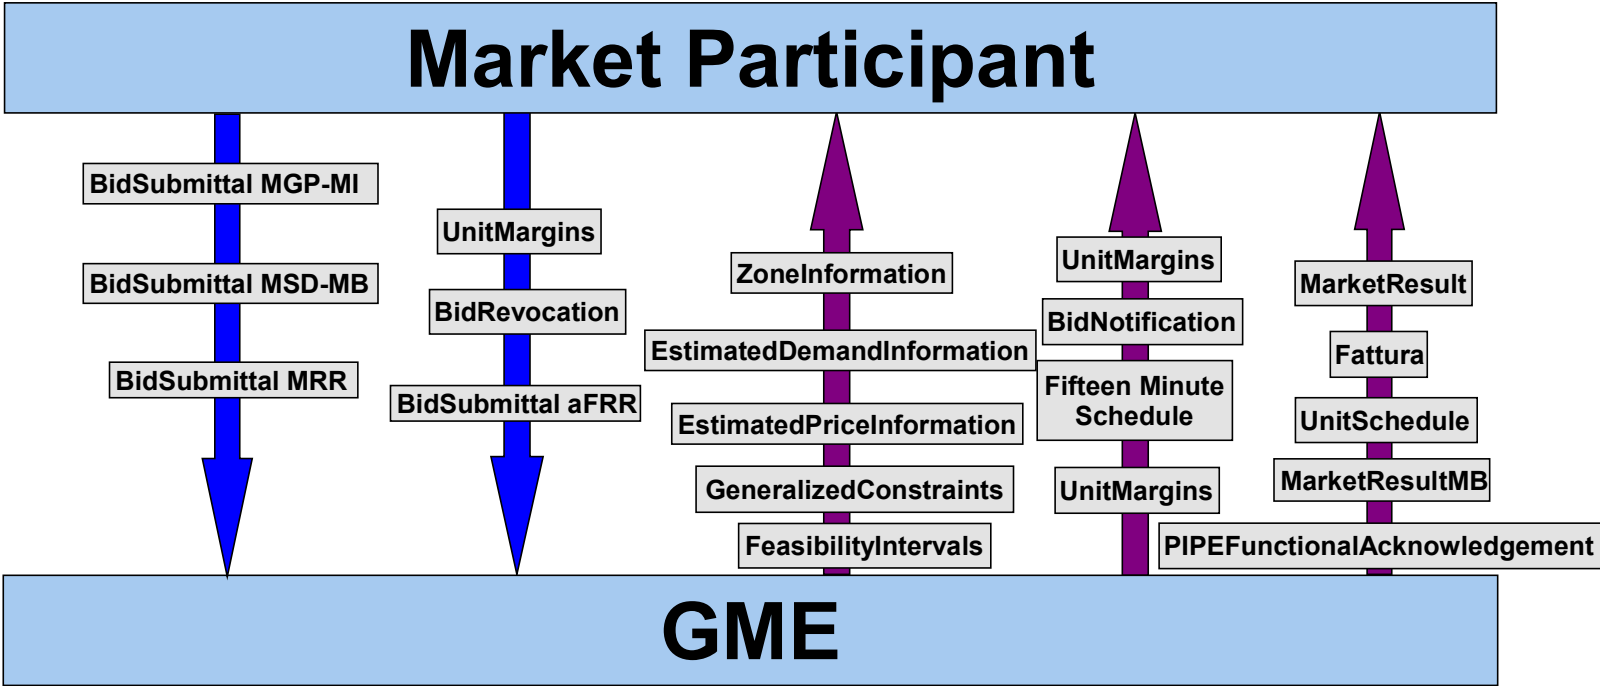 Market Participant
BidSubmittal MGP-MI
BidSubmittal MSD-MB
BidSubmittal MRR
UnitMargins
BidRevocation
BidSubmittal aFRR
ZoneInformation
EstimatedDemandInformation
EstimatedPriceInformation
GeneralizedConstraints
FeasibilityIntervals
UnitMargins
BidNotification
Fifteen Minute
Schedule
UnitMargins
MarketResult
Fattura
UnitSchedule
MarketResultMB
PIPEFunctionalAcknowledgement
GME